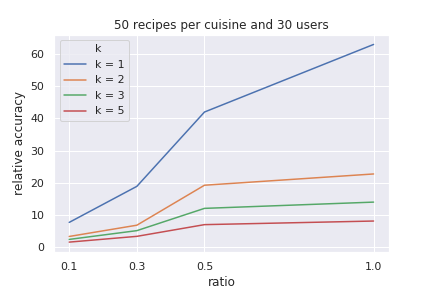 50 recipes per cuisine and 30 users
k
k = 1
k = 2
k = 3
k = 5
relative accuracy
60
50
40
30
20
10
0
0.1
0.3
0.5
1.0
ratio